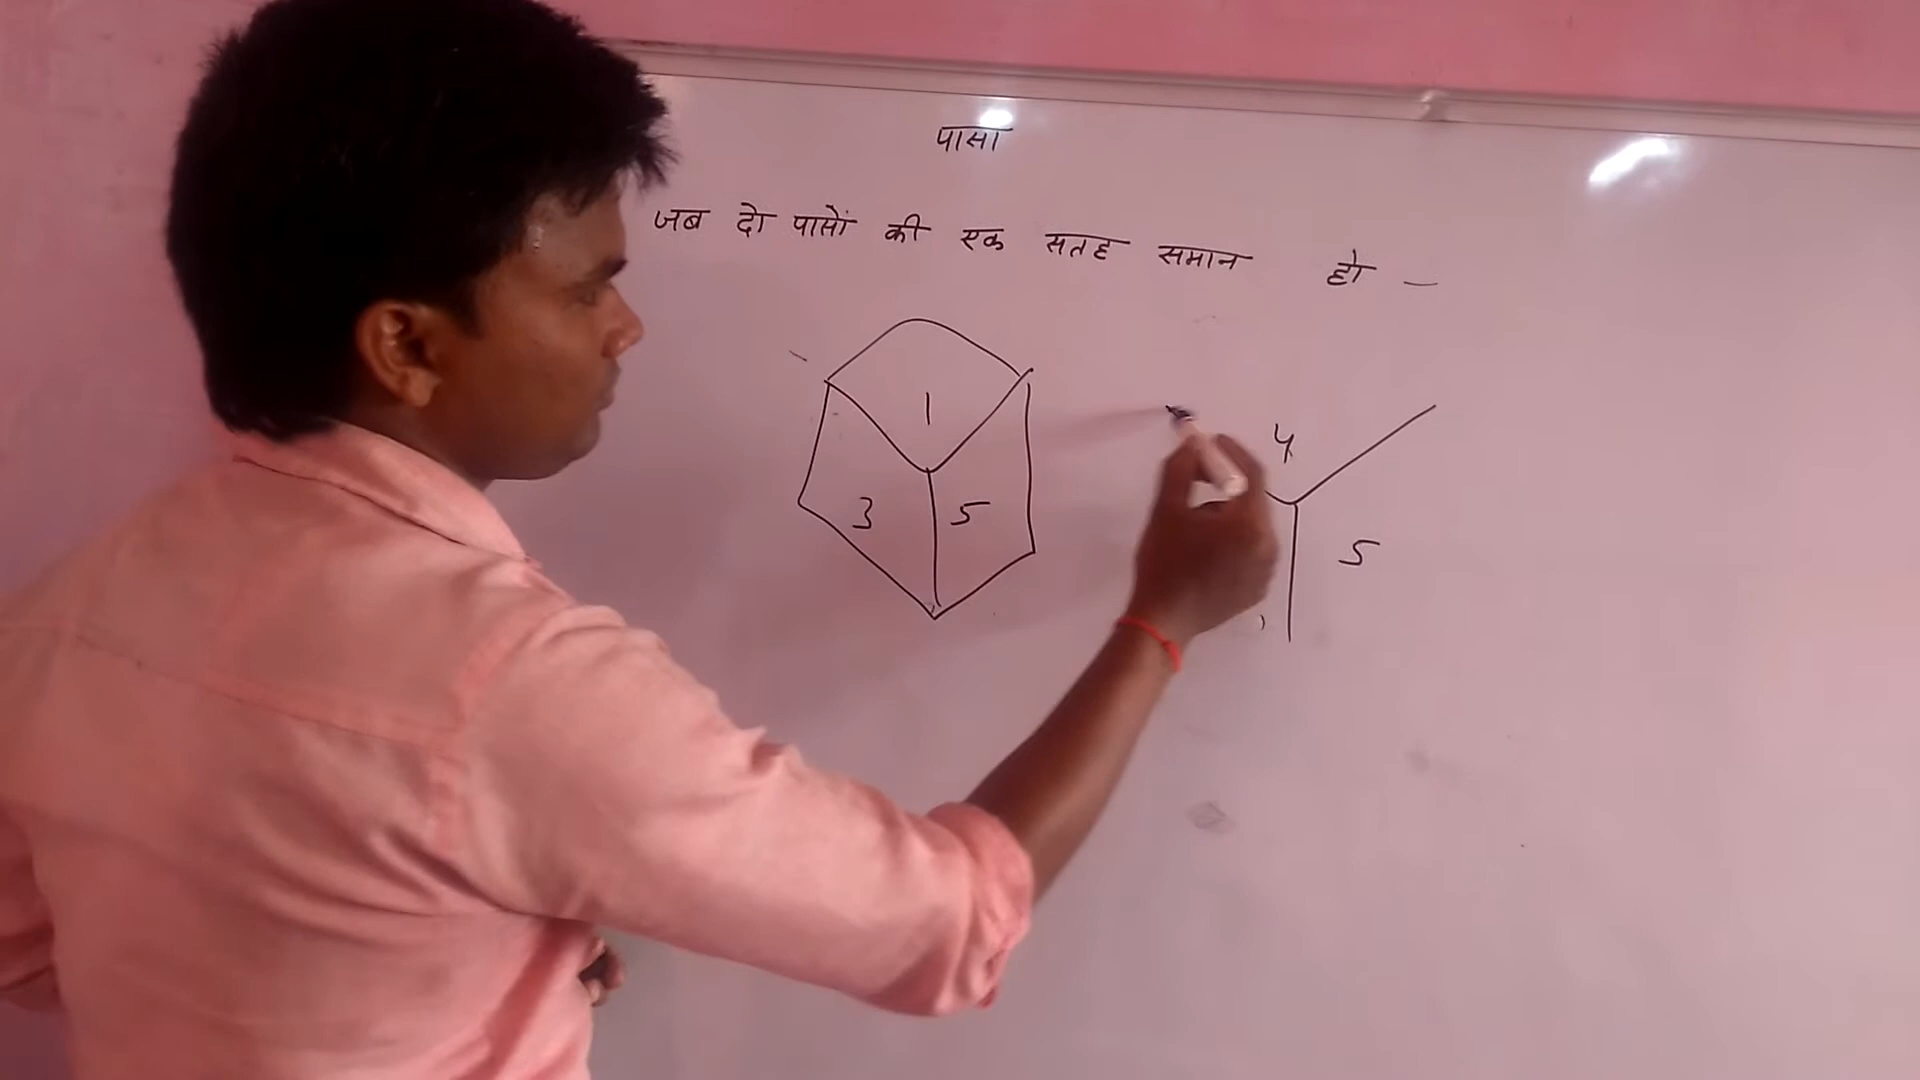 पासा
जब दो पासों की एक सतह समान हो -
1
3 5
4
5